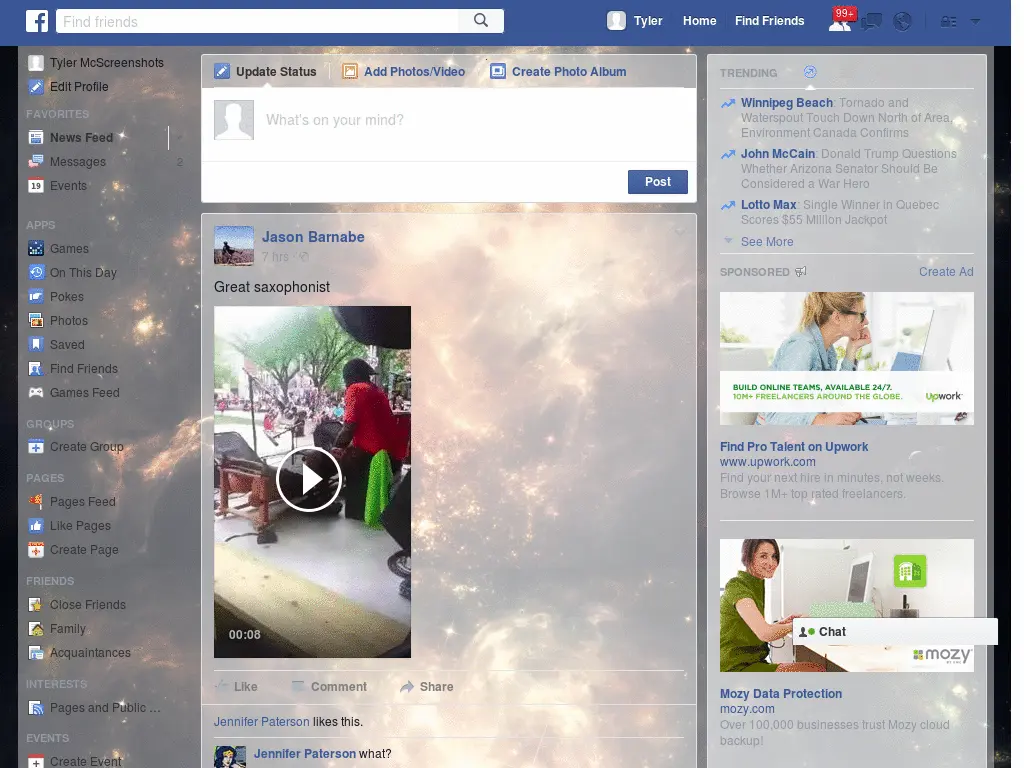 Find friends
Tyler
Home
Find Friends
99+
Tyler McScreenshots
Edit Profile
FAVORITES
News Feed
Messages
2
19
Events
APPS
Games
On This Day
Pokes
Photos
Saved
Find Friends
Games Feed
GROUPS
Create Group
PAGES
Pages Feed
Like Pages
Create Page
FRIENDS
Close Friends
Family
Acquaintances
INTERESTS
Pages and Public ...
EVENTS
Create Event
Update Status
Add Photos/Video
Create Photo Album
What's on your mind?
Post
Jason Barnabe
7 hrs
Great saxophonist
00:08
Like
Comment
Share
Jennifer Paterson likes this.
Jennifer Paterson what?
TRENDING
Winnipeg Beach: Tornado and
Waterspout Touch Down North of Area,
Environment Canada Confirms
John McCain: Donald Trump Questions
Whether Arizona Senator Should Be
Considered a War Hero
Lotto Max: Single Winner in Quebec
Scores $55 Million Jackpot
See More
SPONSORED
Create Ad
BUILD ONLINE TEAMS, AVAILABLE 24/7.
10M+ FREELANCERS AROUND THE GLOBE.
Upwork
Find Pro Talent on Upwork
www.upwork.com
Find your next hire in minutes, not weeks.
Browse 1M+ top rated freelancers.
Chat
mozy
Mozy Data Protection
mozy.com
Over 100,000 businesses trust Mozy cloud
backup!